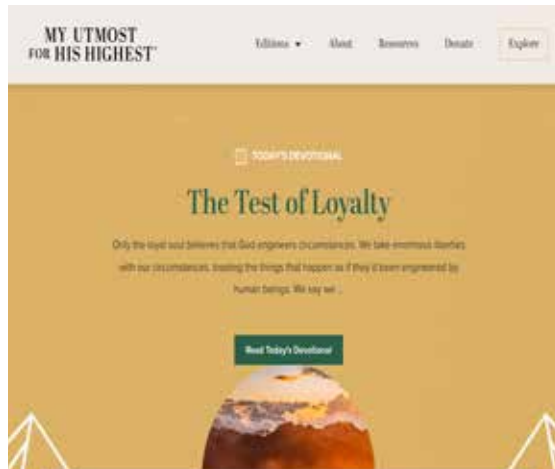 MY UTMOST
FOR HIS HIGHEST
Editions
About
Resources
Donate
Explore
TODAY'S DEVOTIONAL
The Test of Loyalty
Only the loyal soul believes that God engineers circumstances. We take enormous liberties
with our circumstances, treating the things that happen as if they'd been engineered by
human beings. We say we ...
Read Today's Devotional